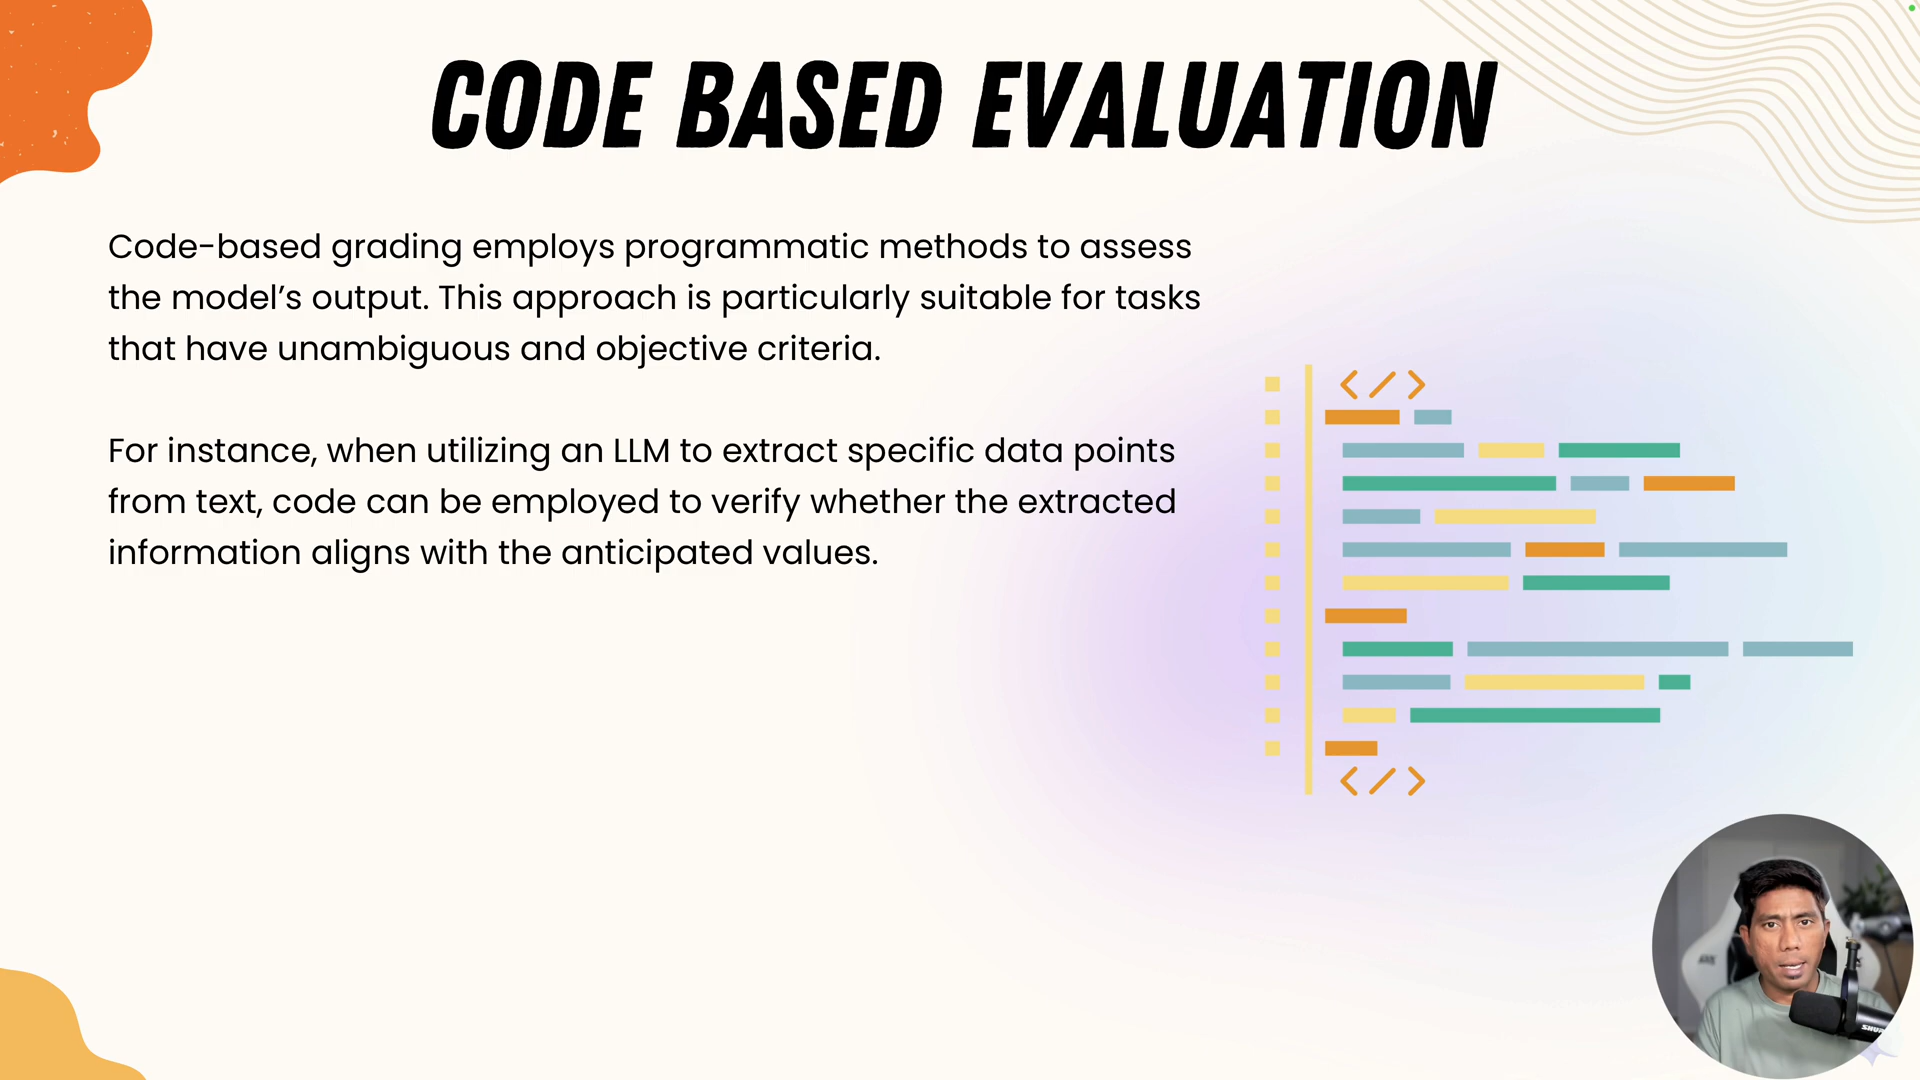 CODE BASED EVALUATION
Code-based grading employs programmatic methods to assess
the model’s output. This approach is particularly suitable for tasks
that have unambiguous and objective criteria.
For instance, when utilizing an LLM to extract specific data points
from text, code can be employed to verify whether the extracted
information aligns with the anticipated values.